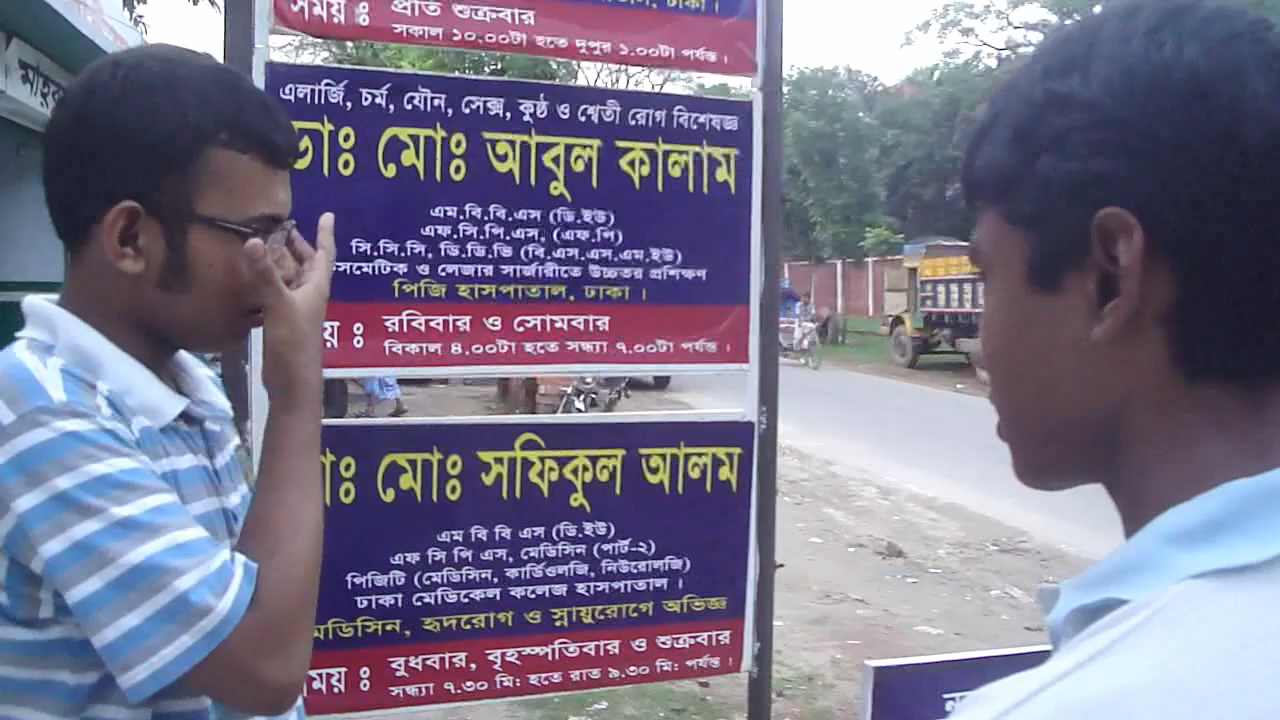 হাসপাতাল, ঢাকা।
সময় ঃ প্রতি শুক্রবার
সকাল ১০.০০টা হতে দুপুর ১.০০টা পর্যন্ত।
এলার্জি, চর্ম, যৌন, সেক্স, কুষ্ঠ ও শ্বেতী রোগ বিশেষজ্ঞ
ডাঃ মোঃ আবুল কালাম
এম.বি.বি.এস (ডি.ইউ)
এফ.সি.পি.এস, (এফ.পি)
সি.সি.সি, ডি.ডি.ভি (বি.এস.এস.এম.ইউ)
কসমেটিক ও লেজার সার্জারীতে উচ্চতর প্রশিক্ষণ
পিজি হাসপাতাল, ঢাকা।
য় ঃ রবিবার ও সোমবার
বিকাল ৪.০০টা হতে সন্ধ্যা ৭.০০টা পর্যন্ত।
ডাঃ মোঃ সফিকুল আলম
এম বি বি এস (ডি.ইউ)
এফ সি পি এস, মেডিসিন (পার্ট-২)
পিজিটি (মেডিসিন, কার্ডিওলজি, নিউরোলজি)
ঢাকা মেডিকেল কলেজ হাসপাতাল।
মেডিসিন, হৃদরোগ ও স্নায়ুরোগে অভিজ্ঞ
সময় ঃ বুধবার, বৃহস্পতিবার ও শুক্রবার
সন্ধ্যা ৭.৩০ মি: হতে রাত ৯.৩০ মি: পর্যন্ত।